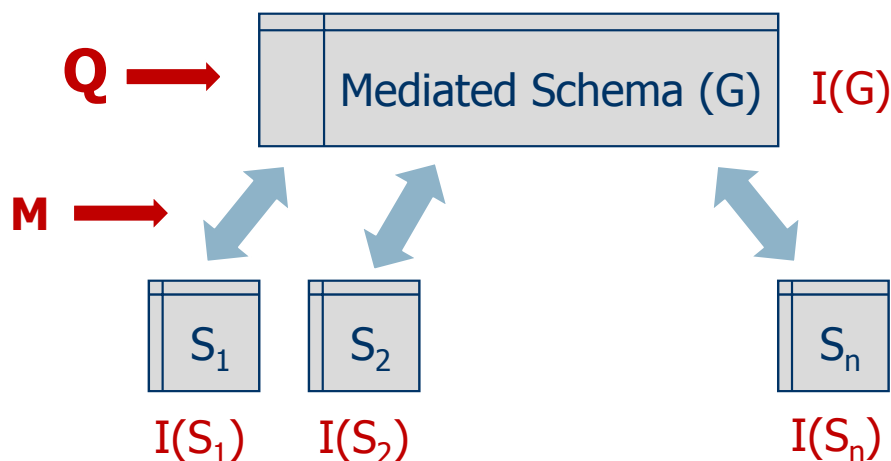 Q
Mediated Schema (G)
I(G)
M
S₁
S₂
Sₙ
I(S₁)
I(S₂)
I(Sₙ)